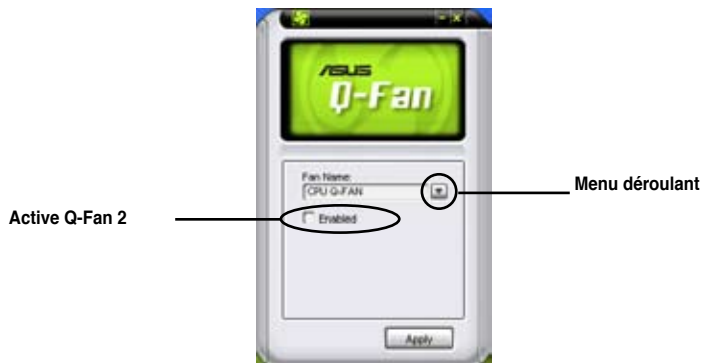 ASUS
Q-Fan
Fan Name:
CPU Q-FAN
Menu déroulant
Active Q-Fan 2
Enabled
Apply